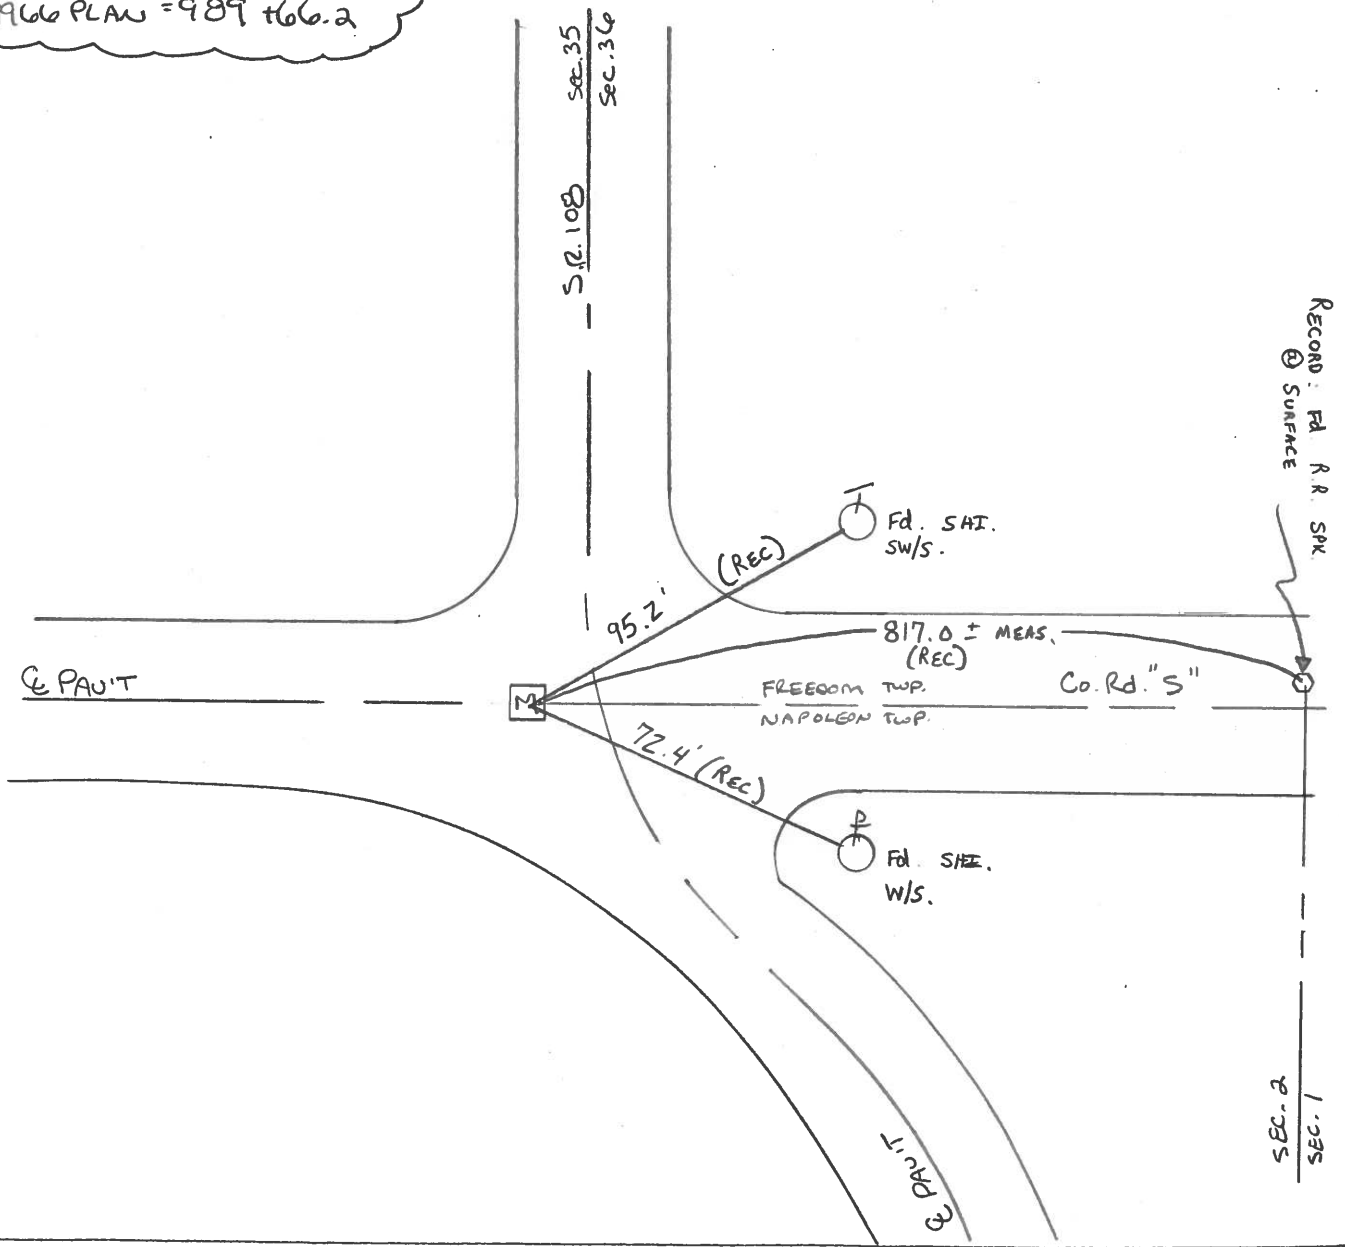 966 PLAN = 989 +66.2
Sec. 35
Sec. 36
S.R. 108
RECORD: Fd R.R. SPK
@ SURFACE
Fd. SHI.
SW/S.
(REC)
95.2'
817.0 ± MEAS.
(REC)
℄ PAV'T
FREEDOM TWP.
NAPOLEON TWP.
Co. Rd. "S"
72.4' (REC)
P
Fd. SHI.
W/S.
SEC. 2
SEC. 1
℄ PAV'T